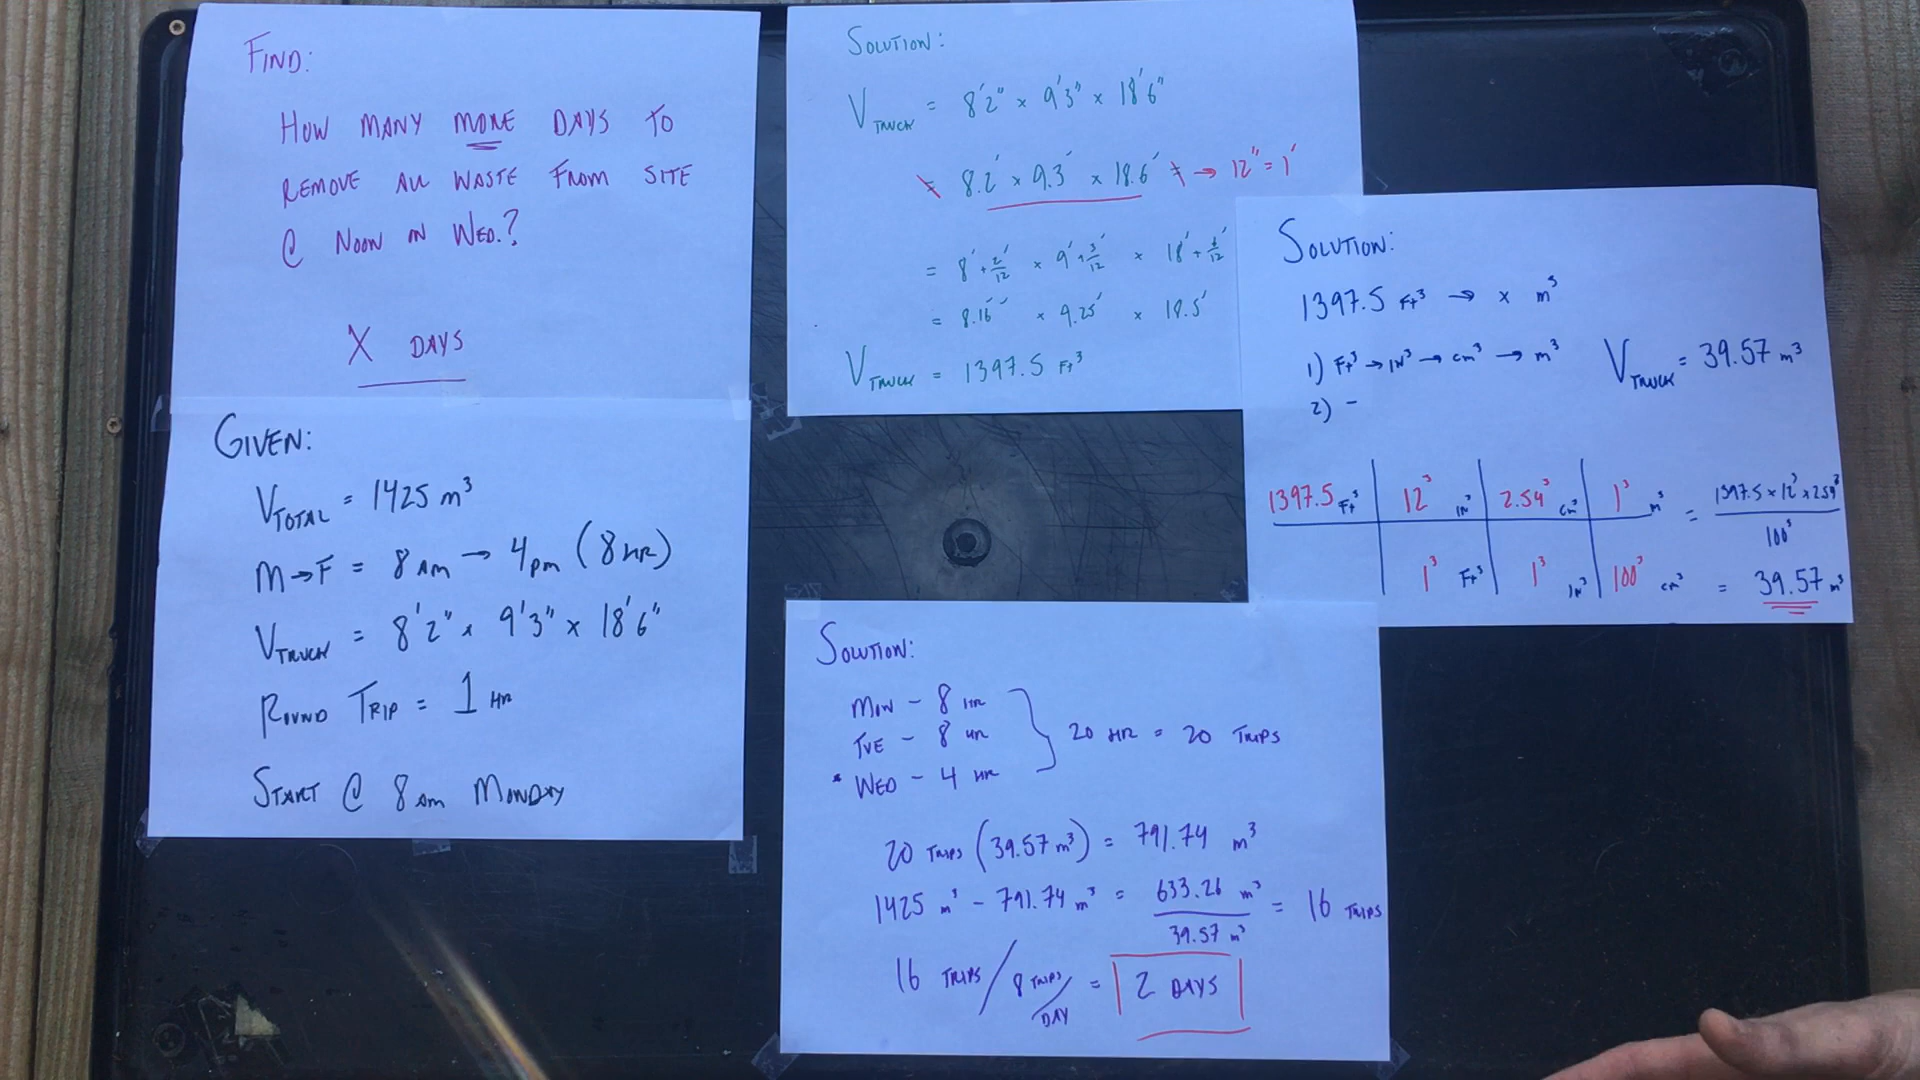 FIND:
HOW MANY MORE DAYS TO
REMOVE ALL WASTE FROM SITE
@ NOON ON WED.?
X DAYS
GIVEN:
VTOTAL = 1425 m³
M→F = 8 AM → 4 pm (8 HR)
VTRUCK = 8'2" x 9'3" x 18'6"
ROUND TRIP = 1 HR
START @ 8 am MONDAY
SOLUTION:
VTRUCK = 8'2" x 9'3" x 18'6"
≠ 8.2' x 9.3' x 18.6' ≠ → 12" = 1'
= 8' + 2/12' x 9' + 3/12' x 18' + 6/12'
= 8.16' x 9.25' x 18.5'
VTRUCK = 1397.5 FT³
SOLUTION:
1397.5 FT³ → x m³
1) FT³ → IN³ → cm³ → m³
VTRUCK = 39.57 m³
2) -
1397.5 FT³ | 12³ IN³ | 2.54³ cm³ | 1³ m³ = 1397.5 x 12³ x 2.54³ / 100³
1³ FT³ | 1³ IN³ | 100³ cm³ = 39.57 m³
SOLUTION:
MON - 8 HR
TUE - 8 HR
* WED - 4 HR
20 HR = 20 TRIPS
20 TRIPS (39.57 m³) = 791.74 m³
1425 m³ - 791.74 m³ = 633.26 m³ / 39.57 m³ = 16 TRIPS
16 TRIPS / 8 TRIPS/DAY = 2 DAYS